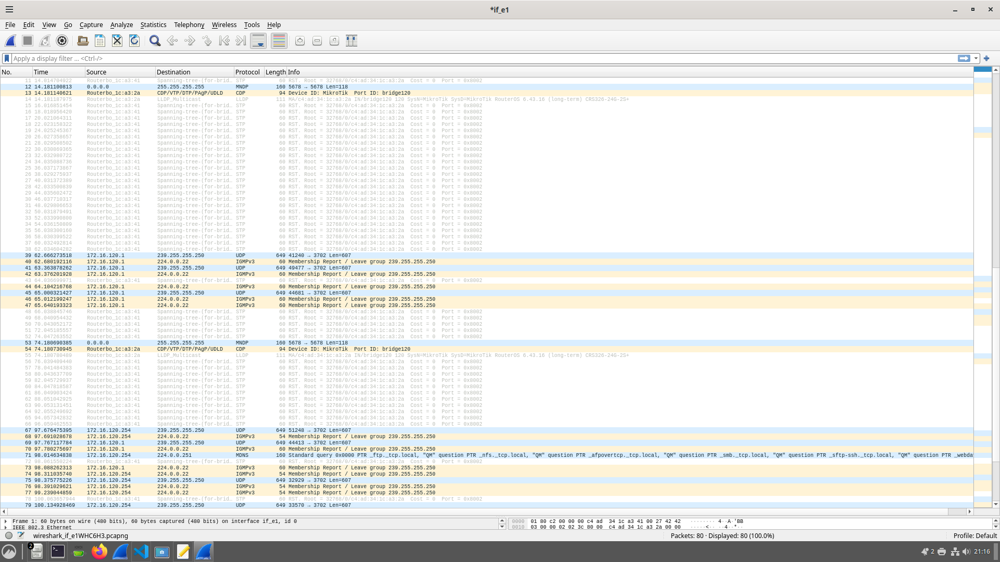 *if_e1
File Edit View Go Capture Analyze Statistics Telephony Wireless Tools Help
Apply a display filter ... <Ctrl-/>
No. Time Source Destination Protocol Length Info
11 14.014704922 Routerbo_1c:a3:41 Spanning-tree-(for-brid… STP 60 RST. Root = 32768/0/c4:ad:34:1c:a3:2a Cost = 0 Port = 0x8002
12 14.181100813 0.0.0.0 255.255.255.255 MNDP 160 5678 → 5678 Len=118
13 14.181140621 Routerbo_1c:a3:2a CDP/VTP/DTP/PAgP/UDLD CDP 94 Device ID: MikroTik Port ID: bridge120
14 14.181187975 Routerbo_1c:a3:2a LLDP_Multicast LLDP 111 MA/c4:ad:34:1c:a3:2a IN/bridge120 120 SysN=MikroTik SysD=MikroTik RouterOS 6.43.16 (long-term) CRS326-24G-2S+
15 16.016851454 Routerbo_1c:a3:41 Spanning-tree-(for-brid… STP 60 RST. Root = 32768/0/c4:ad:34:1c:a3:2a Cost = 0 Port = 0x8002
16 18.018956420 Routerbo_1c:a3:41 Spanning-tree-(for-brid… STP 60 RST. Root = 32768/0/c4:ad:34:1c:a3:2a Cost = 0 Port = 0x8002
17 20.021064311 Routerbo_1c:a3:41 Spanning-tree-(for-brid… STP 60 RST. Root = 32768/0/c4:ad:34:1c:a3:2a Cost = 0 Port = 0x8002
18 22.023158322 Routerbo_1c:a3:41 Spanning-tree-(for-brid… STP 60 RST. Root = 32768/0/c4:ad:34:1c:a3:2a Cost = 0 Port = 0x8002
19 24.025245367 Routerbo_1c:a3:41 Spanning-tree-(for-brid… STP 60 RST. Root = 32768/0/c4:ad:34:1c:a3:2a Cost = 0 Port = 0x8002
20 26.027358657 Routerbo_1c:a3:41 Spanning-tree-(for-brid… STP 60 RST. Root = 32768/0/c4:ad:34:1c:a3:2a Cost = 0 Port = 0x8002
21 28.029508502 Routerbo_1c:a3:41 Spanning-tree-(for-brid… STP 60 RST. Root = 32768/0/c4:ad:34:1c:a3:2a Cost = 0 Port = 0x8002
22 30.030869365 Routerbo_1c:a3:41 Spanning-tree-(for-brid… STP 60 RST. Root = 32768/0/c4:ad:34:1c:a3:2a Cost = 0 Port = 0x8002
23 32.032980722 Routerbo_1c:a3:41 Spanning-tree-(for-brid… STP 60 RST. Root = 32768/0/c4:ad:34:1c:a3:2a Cost = 0 Port = 0x8002
24 34.035088736 Routerbo_1c:a3:41 Spanning-tree-(for-brid… STP 60 RST. Root = 32768/0/c4:ad:34:1c:a3:2a Cost = 0 Port = 0x8002
25 36.037173867 Routerbo_1c:a3:41 Spanning-tree-(for-brid… STP 60 RST. Root = 32768/0/c4:ad:34:1c:a3:2a Cost = 0 Port = 0x8002
26 38.029275937 Routerbo_1c:a3:41 Spanning-tree-(for-brid… STP 60 RST. Root = 32768/0/c4:ad:34:1c:a3:2a Cost = 0 Port = 0x8002
27 40.031372389 Routerbo_1c:a3:41 Spanning-tree-(for-brid… STP 60 RST. Root = 32768/0/c4:ad:34:1c:a3:2a Cost = 0 Port = 0x8002
28 42.033500839 Routerbo_1c:a3:41 Spanning-tree-(for-brid… STP 60 RST. Root = 32768/0/c4:ad:34:1c:a3:2a Cost = 0 Port = 0x8002
29 44.035602472 Routerbo_1c:a3:41 Spanning-tree-(for-brid… STP 60 RST. Root = 32768/0/c4:ad:34:1c:a3:2a Cost = 0 Port = 0x8002
30 46.037710317 Routerbo_1c:a3:41 Spanning-tree-(for-brid… STP 60 RST. Root = 32768/0/c4:ad:34:1c:a3:2a Cost = 0 Port = 0x8002
31 48.029806653 Routerbo_1c:a3:41 Spanning-tree-(for-brid… STP 60 RST. Root = 32768/0/c4:ad:34:1c:a3:2a Cost = 0 Port = 0x8002
32 50.031879491 Routerbo_1c:a3:41 Spanning-tree-(for-brid… STP 60 RST. Root = 32768/0/c4:ad:34:1c:a3:2a Cost = 0 Port = 0x8002
33 52.033990800 Routerbo_1c:a3:41 Spanning-tree-(for-brid… STP 60 RST. Root = 32768/0/c4:ad:34:1c:a3:2a Cost = 0 Port = 0x8002
34 54.036150809 Routerbo_1c:a3:41 Spanning-tree-(for-brid… STP 60 RST. Root = 32768/0/c4:ad:34:1c:a3:2a Cost = 0 Port = 0x8002
35 56.038300160 Routerbo_1c:a3:41 Spanning-tree-(for-brid… STP 60 RST. Root = 32768/0/c4:ad:34:1c:a3:2a Cost = 0 Port = 0x8002
36 58.030399522 Routerbo_1c:a3:41 Spanning-tree-(for-brid… STP 60 RST. Root = 32768/0/c4:ad:34:1c:a3:2a Cost = 0 Port = 0x8002
37 60.032492814 Routerbo_1c:a3:41 Spanning-tree-(for-brid… STP 60 RST. Root = 32768/0/c4:ad:34:1c:a3:2a Cost = 0 Port = 0x8002
38 62.034604282 Routerbo_1c:a3:41 Spanning-tree-(for-brid… STP 60 RST. Root = 32768/0/c4:ad:34:1c:a3:2a Cost = 0 Port = 0x8002
39 62.666273518 172.16.120.1 239.255.255.250 UDP 649 41240 → 3702 Len=607
40 62.680192116 172.16.120.1 224.0.0.22 IGMPv3 60 Membership Report / Leave group 239.255.255.250
41 63.363878262 172.16.120.1 239.255.255.250 UDP 649 49477 → 3702 Len=607
42 63.376201928 172.16.120.1 224.0.0.22 IGMPv3 60 Membership Report / Leave group 239.255.255.250
43 64.036699971 Routerbo_1c:a3:41 Spanning-tree-(for-brid… STP 60 RST. Root = 32768/0/c4:ad:34:1c:a3:2a Cost = 0 Port = 0x8002
44 64.104216768 172.16.120.1 224.0.0.22 IGMPv3 60 Membership Report / Leave group 239.255.255.250
45 65.000321427 172.16.120.1 239.255.255.250 UDP 649 44681 → 3702 Len=607
46 65.012199247 172.16.120.1 224.0.0.22 IGMPv3 60 Membership Report / Leave group 239.255.255.250
47 65.640193323 172.16.120.1 224.0.0.22 IGMPv3 60 Membership Report / Leave group 239.255.255.250
48 66.038845746 Routerbo_1c:a3:41 Spanning-tree-(for-brid… STP 60 RST. Root = 32768/0/c4:ad:34:1c:a3:2a Cost = 0 Port = 0x8002
49 68.040954432 Routerbo_1c:a3:41 Spanning-tree-(for-brid… STP 60 RST. Root = 32768/0/c4:ad:34:1c:a3:2a Cost = 0 Port = 0x8002
50 70.043052172 Routerbo_1c:a3:41 Spanning-tree-(for-brid… STP 60 RST. Root = 32768/0/c4:ad:34:1c:a3:2a Cost = 0 Port = 0x8002
51 72.045185557 Routerbo_1c:a3:41 Spanning-tree-(for-brid… STP 60 RST. Root = 32768/0/c4:ad:34:1c:a3:2a Cost = 0 Port = 0x8002
52 74.047263552 Routerbo_1c:a3:41 Spanning-tree-(for-brid… STP 60 RST. Root = 32768/0/c4:ad:34:1c:a3:2a Cost = 0 Port = 0x8002
53 74.180690385 0.0.0.0 255.255.255.255 MNDP 160 5678 → 5678 Len=118
54 74.180730945 Routerbo_1c:a3:2a CDP/VTP/DTP/PAgP/UDLD CDP 94 Device ID: MikroTik Port ID: bridge120
55 74.180780489 Routerbo_1c:a3:2a LLDP_Multicast LLDP 111 MA/c4:ad:34:1c:a3:2a IN/bridge120 120 SysN=MikroTik SysD=MikroTik RouterOS 6.43.16 (long-term) CRS326-24G-2S+
56 76.039409440 Routerbo_1c:a3:41 Spanning-tree-(for-brid… STP 60 RST. Root = 32768/0/c4:ad:34:1c:a3:2a Cost = 0 Port = 0x8002
57 78.041484383 Routerbo_1c:a3:41 Spanning-tree-(for-brid… STP 60 RST. Root = 32768/0/c4:ad:34:1c:a3:2a Cost = 0 Port = 0x8002
58 80.043637709 Routerbo_1c:a3:41 Spanning-tree-(for-brid… STP 60 RST. Root = 32768/0/c4:ad:34:1c:a3:2a Cost = 0 Port = 0x8002
59 82.045729937 Routerbo_1c:a3:41 Spanning-tree-(for-brid… STP 60 RST. Root = 32768/0/c4:ad:34:1c:a3:2a Cost = 0 Port = 0x8002
60 84.047818587 Routerbo_1c:a3:41 Spanning-tree-(for-brid… STP 60 RST. Root = 32768/0/c4:ad:34:1c:a3:2a Cost = 0 Port = 0x8002
61 86.049903424 Routerbo_1c:a3:41 Spanning-tree-(for-brid… STP 60 RST. Root = 32768/0/c4:ad:34:1c:a3:2a Cost = 0 Port = 0x8002
62 88.051042925 Routerbo_1c:a3:41 Spanning-tree-(for-brid… STP 60 RST. Root = 32768/0/c4:ad:34:1c:a3:2a Cost = 0 Port = 0x8002
63 90.053131451 Routerbo_1c:a3:41 Spanning-tree-(for-brid… STP 60 RST. Root = 32768/0/c4:ad:34:1c:a3:2a Cost = 0 Port = 0x8002
64 92.055249692 Routerbo_1c:a3:41 Spanning-tree-(for-brid… STP 60 RST. Root = 32768/0/c4:ad:34:1c:a3:2a Cost = 0 Port = 0x8002
65 94.057342832 Routerbo_1c:a3:41 Spanning-tree-(for-brid… STP 60 RST. Root = 32768/0/c4:ad:34:1c:a3:2a Cost = 0 Port = 0x8002
66 96.059462553 Routerbo_1c:a3:41 Spanning-tree-(for-brid… STP 60 RST. Root = 32768/0/c4:ad:34:1c:a3:2a Cost = 0 Port = 0x8002
67 97.676475395 172.16.120.254 239.255.255.250 UDP 649 51248 → 3702 Len=607
68 97.691028678 172.16.120.254 224.0.0.22 IGMPv3 54 Membership Report / Leave group 239.255.255.250
69 97.767117784 172.16.120.1 239.255.255.250 UDP 649 44413 → 3702 Len=607
70 97.780275697 172.16.120.1 224.0.0.22 IGMPv3 60 Membership Report / Leave group 239.255.255.250
71 98.014634838 172.16.120.254 224.0.0.251 MDNS 160 Standard query 0x0000 PTR _ftp._tcp.local, "QM" question PTR _nfs._tcp.local, "QM" question PTR _afpovertcp._tcp.local, "QM" question PTR _smb._tcp.local, "QM" question PTR _sftp-ssh._tcp.local, "QM" question PTR _webda
72 98.061550224 Routerbo_1c:a3:41 Spanning-tree-(for-brid… STP 60 RST. Root = 32768/0/c4:ad:34:1c:a3:2a Cost = 0 Port = 0x8002
73 98.088262313 172.16.120.1 224.0.0.22 IGMPv3 60 Membership Report / Leave group 239.255.255.250
74 98.311035740 172.16.120.254 224.0.0.22 IGMPv3 54 Membership Report / Leave group 239.255.255.250
75 98.375775226 172.16.120.254 239.255.255.250 UDP 649 32929 → 3702 Len=607
76 98.391029621 172.16.120.254 224.0.0.22 IGMPv3 54 Membership Report / Leave group 239.255.255.250
77 99.239044859 172.16.120.254 224.0.0.22 IGMPv3 54 Membership Report / Leave group 239.255.255.250
78 100.063657944 Routerbo_1c:a3:41 Spanning-tree-(for-brid… STP 60 RST. Root = 32768/0/c4:ad:34:1c:a3:2a Cost = 0 Port = 0x8002
79 100.134928469 172.16.120.254 239.255.255.250 UDP 649 33570 → 3702 Len=607
Frame 1: 60 bytes on wire (480 bits), 60 bytes captured (480 bits) on interface if_e1, id 0
IEEE 802.3 Ethernet
0000 01 80 c2 00 00 00 c4 ad 34 1c a3 41 00 27 42 42 ········ 4··A·'BB
0010 03 00 00 02 02 3c 80 00 c4 ad 34 1c a3 2a 00 00 ·····<·· ··4··*··
wireshark_if_e1WHC6H3.pcapng
Packets: 80 · Displayed: 80 (100.0%)
Profile: Default
2
2
21:16